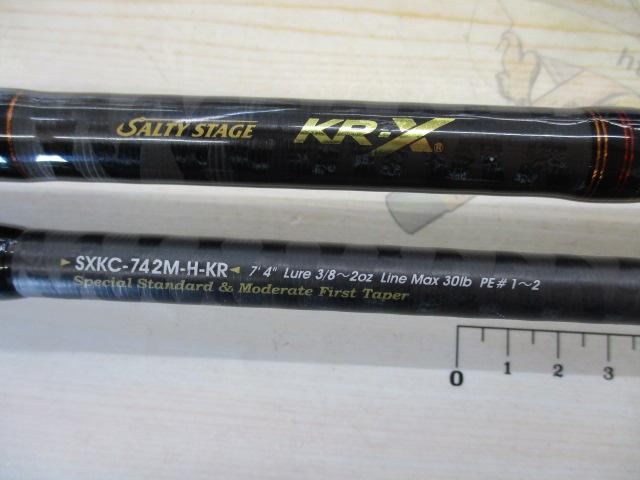 SALTY STAGE KR-X®
SXKC-742M-H-KR 7'4" Lure 3/8~2oz Line Max 30lb PE#1~2
Special Standard & Moderate First Taper
0 1 2 3